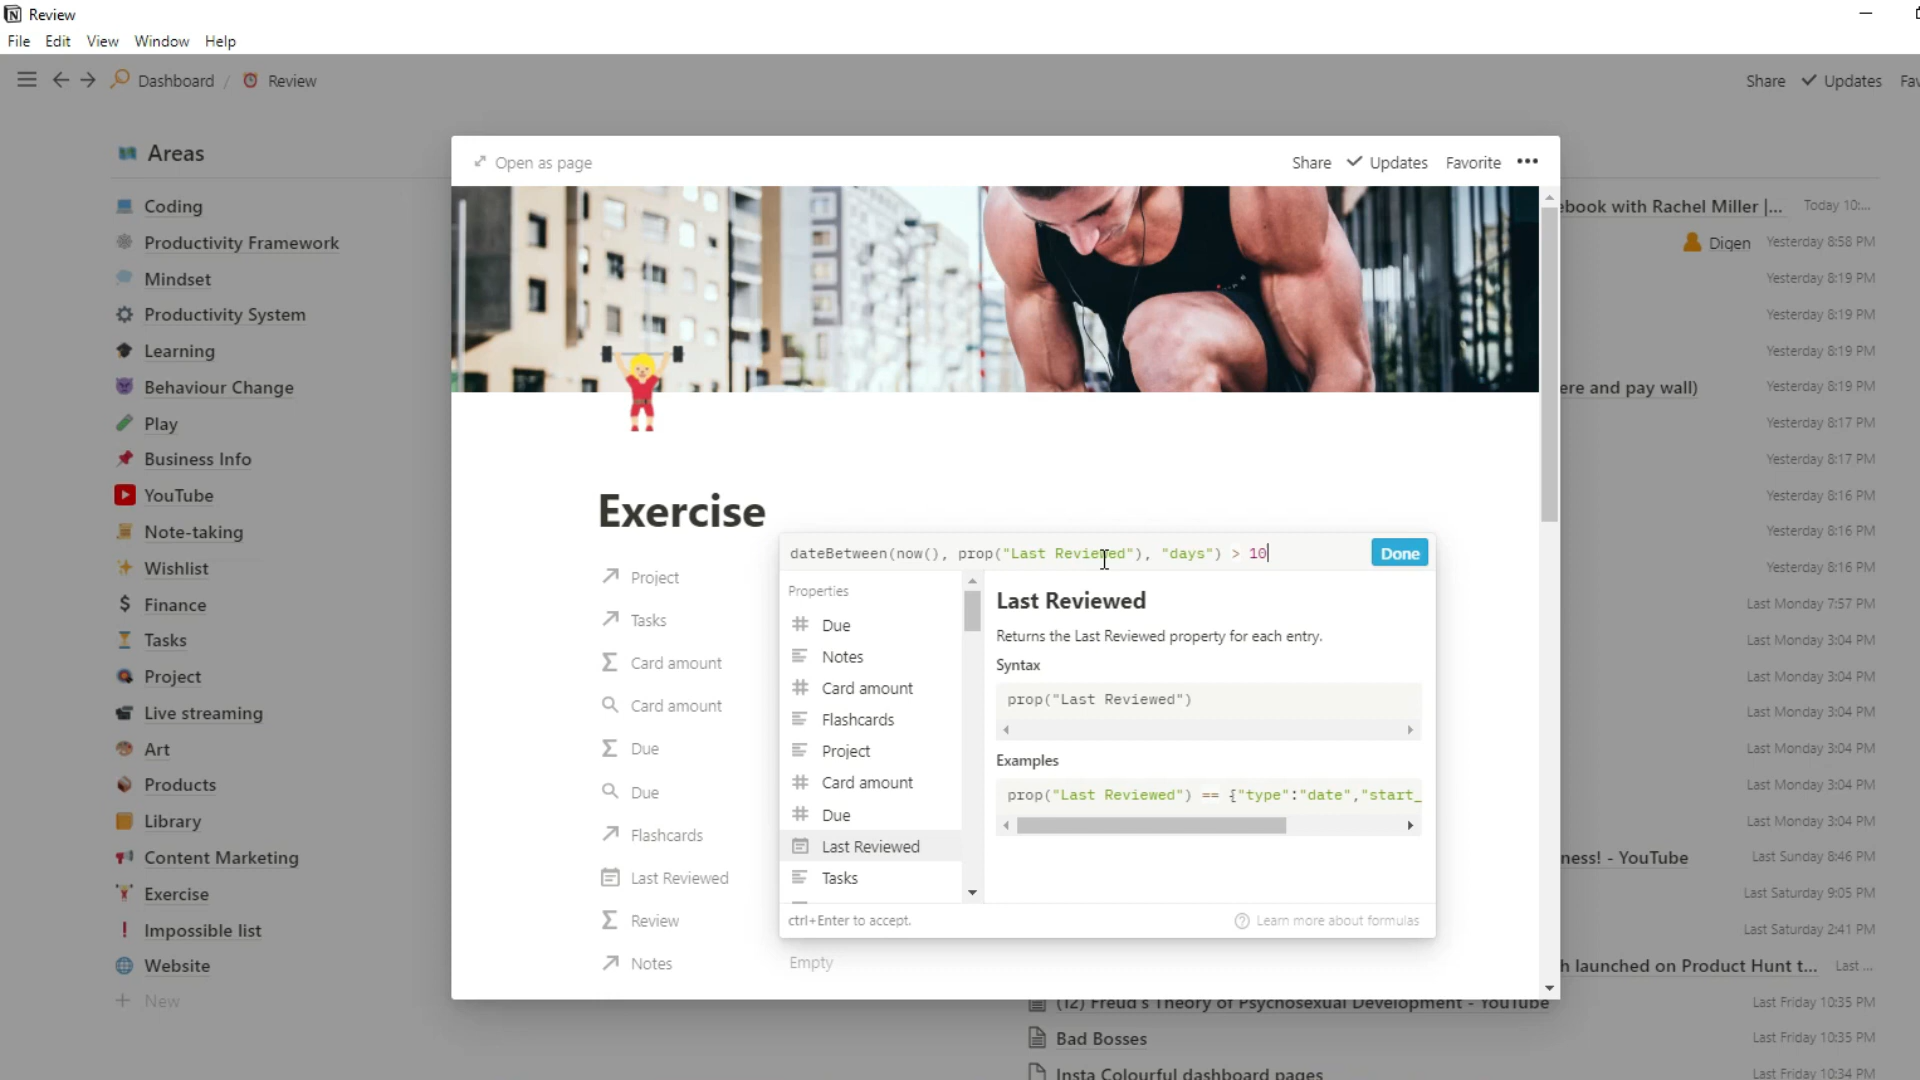 Review
File Edit View Window Help
Dashboard / Review
Share Updates
Areas
Coding
Productivity Framework
Mindset
Productivity System
Learning
Behaviour Change
Play
Business Info
YouTube
Note-taking
Wishlist
Finance
Tasks
Project
Live streaming
Art
Products
Library
Content Marketing
Exercise
Impossible list
Website
+ New
Open as page
Share Updates Favorite •••
Exercise
Project
Tasks
Card amount
Card amount
Due
Due
Flashcards
Last Reviewed
Review
Notes
Empty
dateBetween(now(), prop("Last Reviewed"), "days") > 10
Done
Properties
Due
Notes
Card amount
Flashcards
Project
Card amount
Due
Last Reviewed
Tasks
Last Reviewed
Returns the Last Reviewed property for each entry.
Syntax
prop("Last Reviewed")
Examples
prop("Last Reviewed") == {"type":"date","start_
ctrl+Enter to accept.
Learn more about formulas
ebook with Rachel Miller |... Today 10:...
Digen Yesterday 8:58 PM
Yesterday 8:19 PM
Yesterday 8:19 PM
Yesterday 8:19 PM
ere and pay wall) Yesterday 8:19 PM
Yesterday 8:17 PM
Yesterday 8:17 PM
Yesterday 8:16 PM
Yesterday 8:16 PM
Yesterday 8:16 PM
Last Monday 7:57 PM
Last Monday 3:04 PM
Last Monday 3:04 PM
Last Monday 3:04 PM
Last Monday 3:04 PM
Last Monday 3:04 PM
Last Monday 3:04 PM
ness! - YouTube Last Sunday 8:46 PM
Last Saturday 9:05 PM
Last Saturday 2:41 PM
h launched on Product Hunt t... Last ...
(12) Freud's Theory of Psychosexual Development - YouTube Last Friday 10:35 PM
Bad Bosses Last Friday 10:35 PM
Insta Colourful dashboard pages Last Friday 10:34 PM